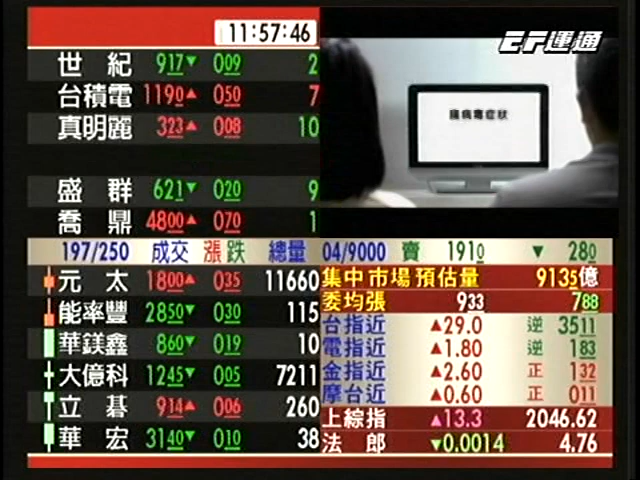 11:57:46
EF運通
世紀 917▼ 009 2
台積電 1190▲ 050 7
病毒症狀
真明麗 323▲ 008 10
盛群 621▼ 020 9
喬鼎 4800▲ 070 1
197/250 成交 漲跌 總量 04/9000 賣 1910 ▼ 280
元太 1800▲ 035 11660 集中市場預估量 9135億
能率豐 2850▼ 030 115 委均張 933 788
華鎂鑫 860▼ 019 10 台指近 ▲29.0 逆 3511
電指近 ▲1.80 逆 183
大億科 1245▼ 005 7211 金指近 ▲2.60 正 132
摩台近 ▲0.60 正 011
立碁 914▲ 006 260 上綜指 ▲13.3 2046.62
華宏 3140▼ 010 38 法郎 ▼0.0014 4.76